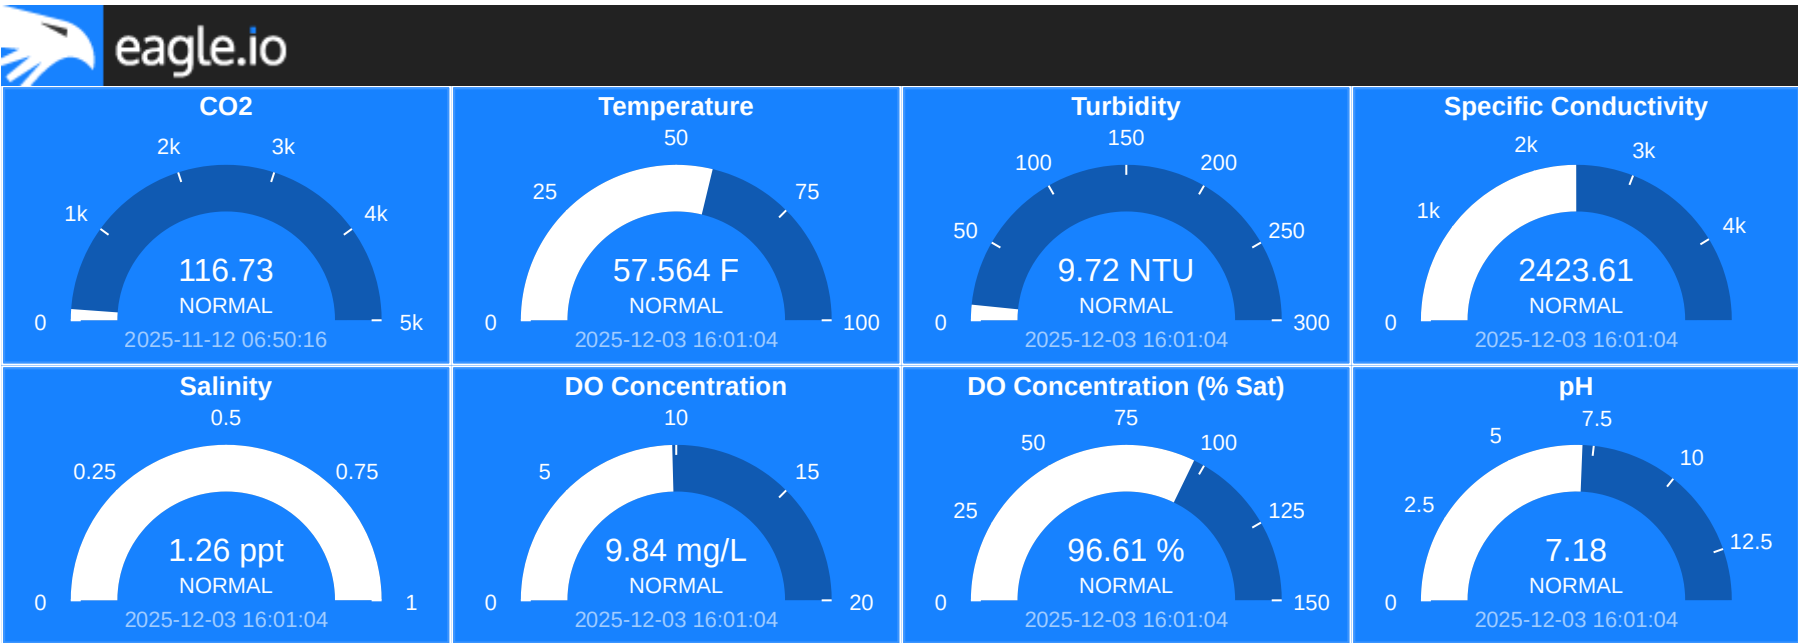 eagle.io
CO2
2k 3k
1k 4k
116.73
NORMAL
0 5k
2025-11-12 06:50:16
Temperature
50
25 75
57.564 F
NORMAL
0 100
2025-12-03 16:01:04
Turbidity
150
100 200
50 250
9.72 NTU
NORMAL
0 300
2025-12-03 16:01:04
Specific Conductivity
2k 3k
1k 4k
2423.61
NORMAL
0
2025-12-03 16:01:04
Salinity
0.5
0.25 0.75
1.26 ppt
NORMAL
0 1
2025-12-03 16:01:04
DO Concentration
10
5 15
9.84 mg/L
NORMAL
0 20
2025-12-03 16:01:04
DO Concentration (% Sat)
75
50 100
25 125
96.61 %
NORMAL
0 150
2025-12-03 16:01:04
pH
7.5
5 10
2.5 12.5
7.18
NORMAL
0
2025-12-03 16:01:04